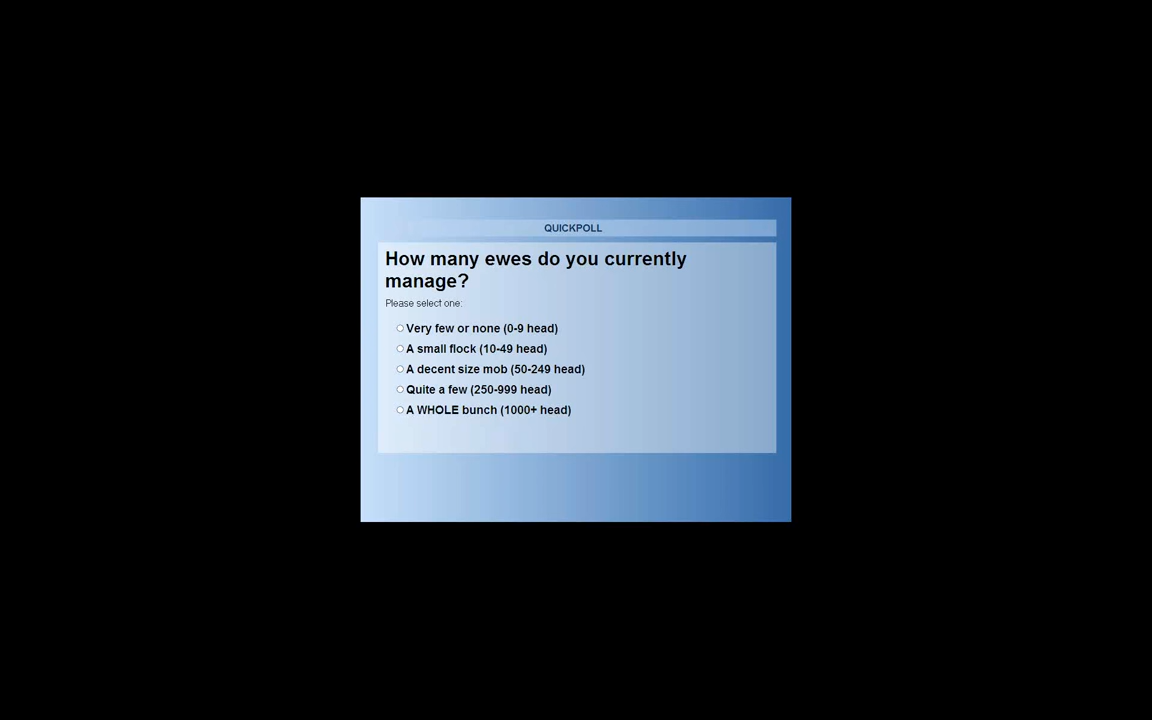 QUICKPOLL
How many ewes do you currently
manage?
Please select one:
Very few or none (0-9 head)
A small flock (10-49 head)
A decent size mob (50-249 head)
Quite a few (250-999 head)
A WHOLE bunch (1000+ head)